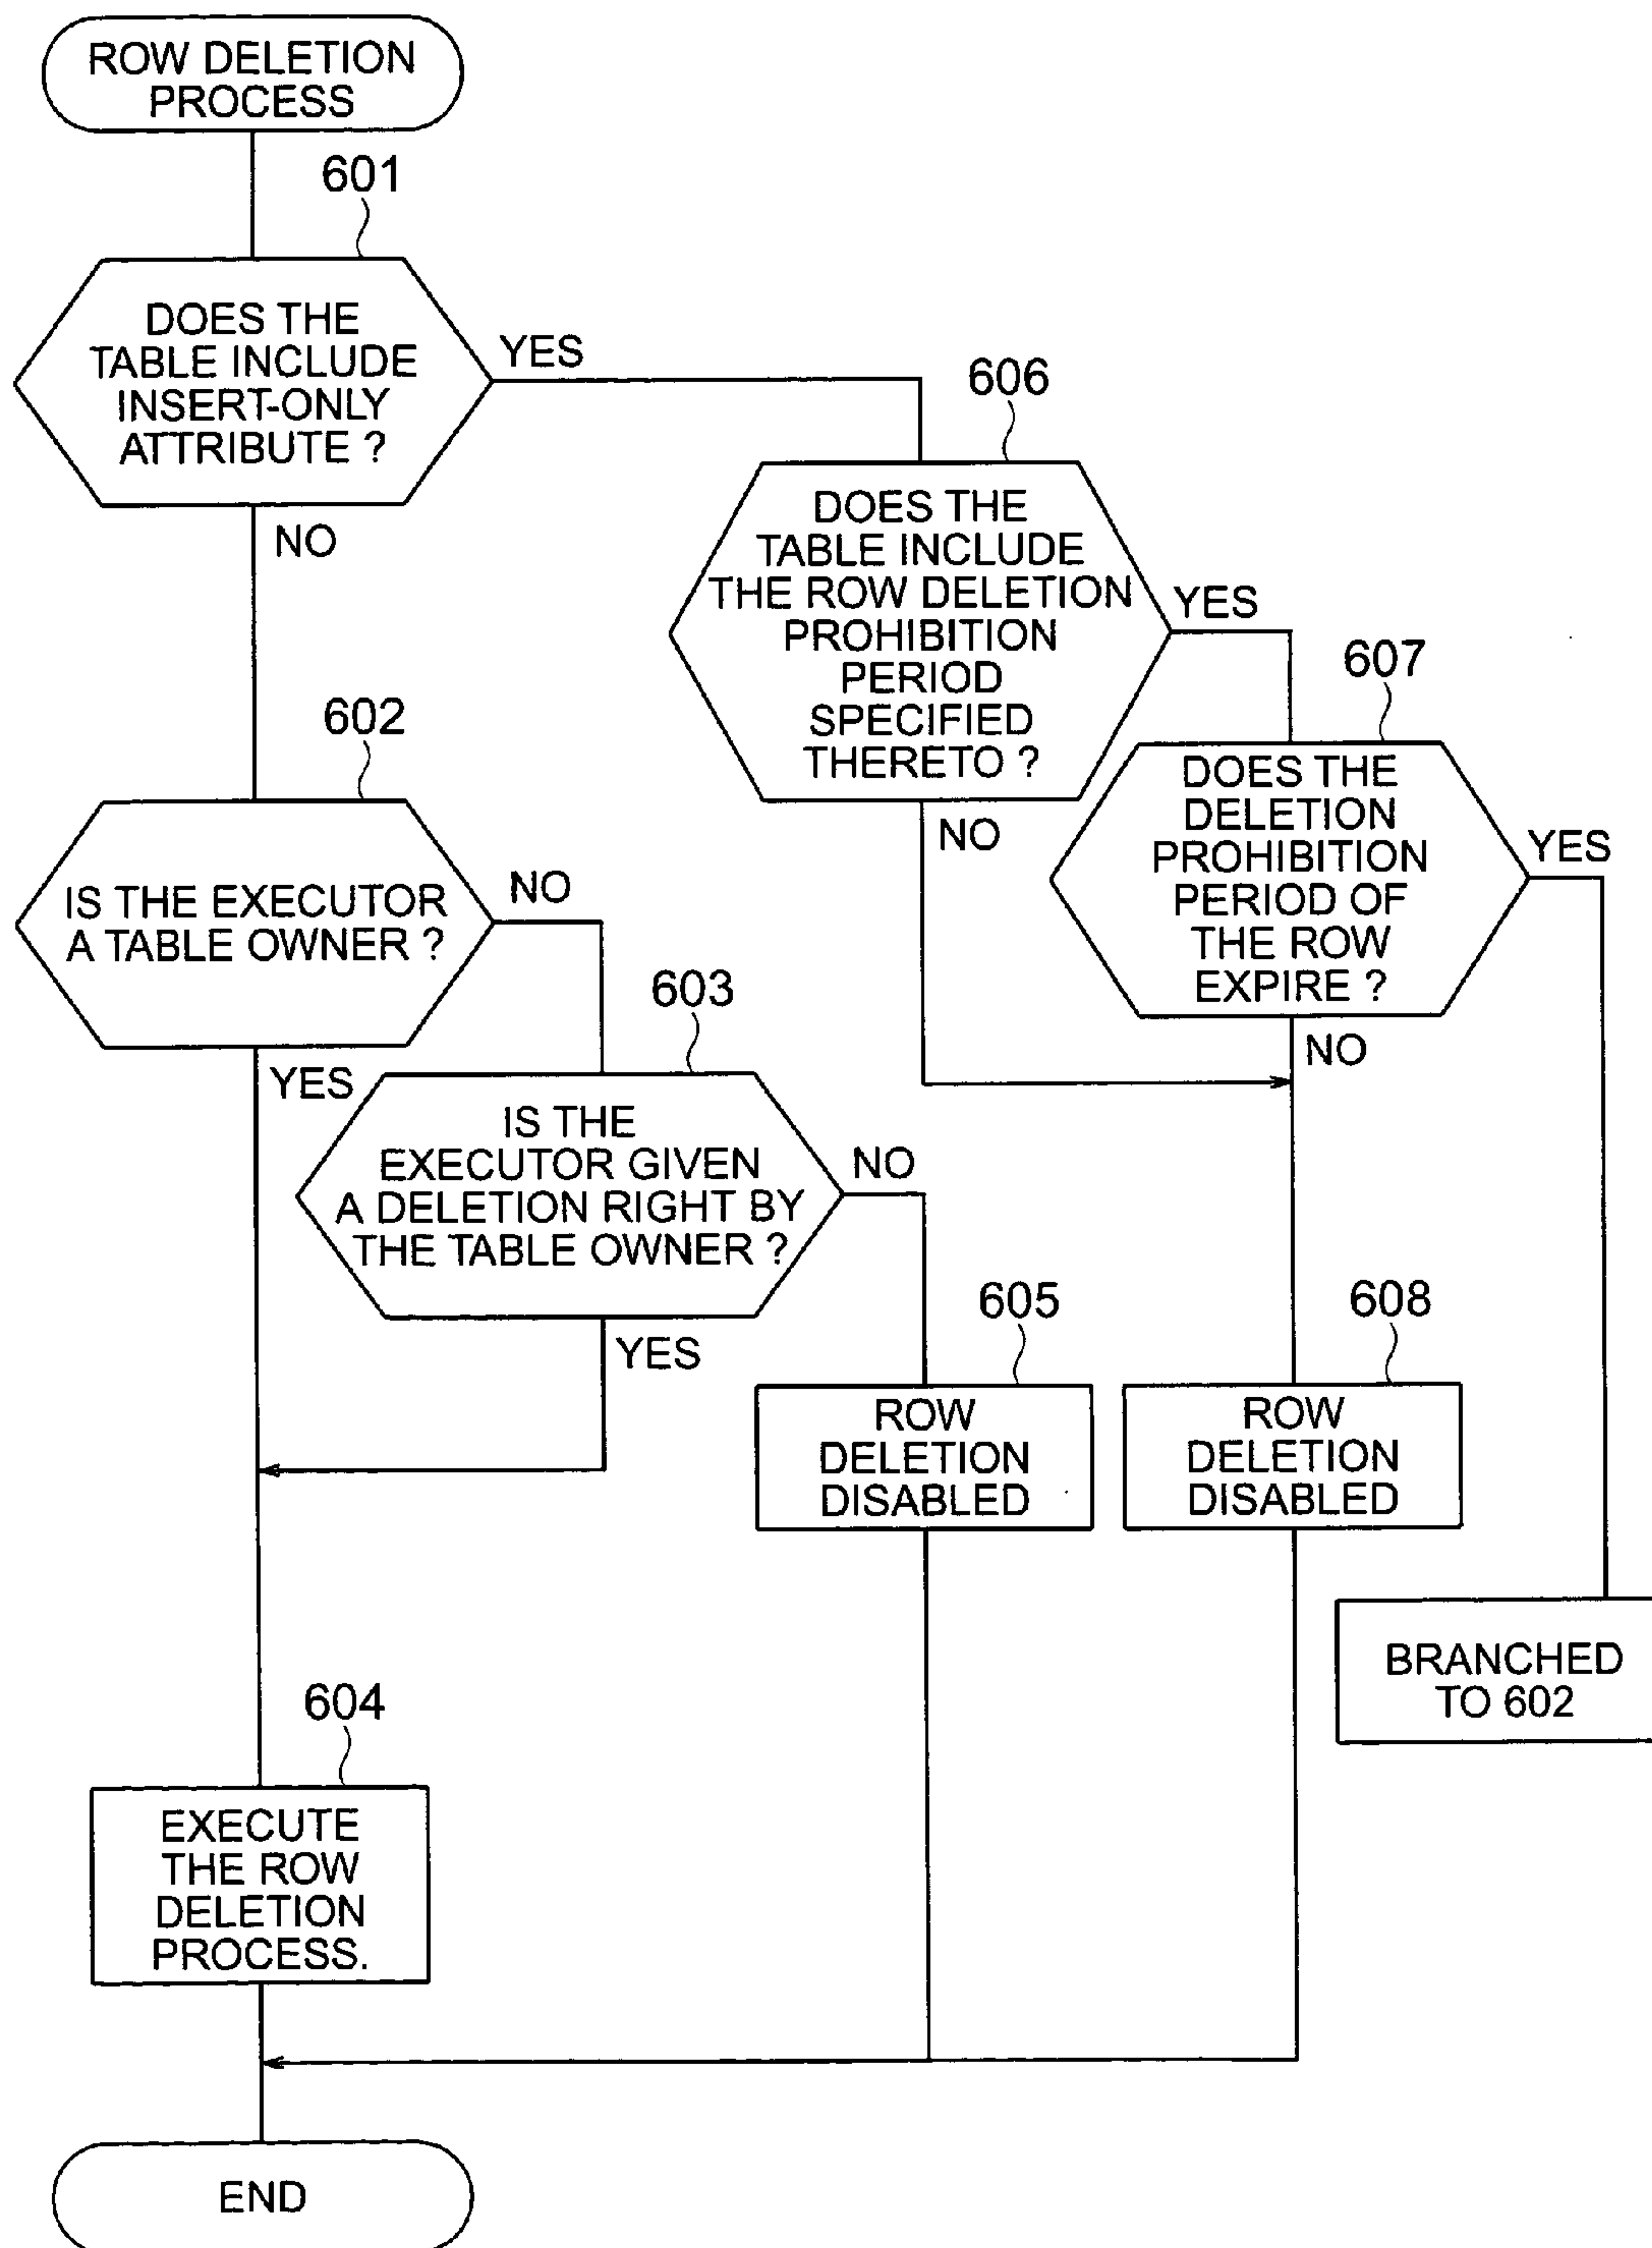 ROW DELETION
PROCESS
601
DOES THE
TABLE INCLUDE
INSERT-ONLY
ATTRIBUTE ?
YES
NO
606
DOES THE
TABLE INCLUDE
THE ROW DELETION
PROHIBITION
PERIOD
SPECIFIED
THERETO ?
YES
NO
607
DOES THE
DELETION
PROHIBITION
PERIOD OF
THE ROW
EXPIRE ?
YES
NO
602
IS THE EXECUTOR
A TABLE OWNER ?
NO
YES
603
IS THE
EXECUTOR GIVEN
A DELETION RIGHT BY
THE TABLE OWNER ?
NO
YES
605
ROW
DELETION
DISABLED
608
ROW
DELETION
DISABLED
BRANCHED
TO 602
604
EXECUTE
THE ROW
DELETION
PROCESS.
END